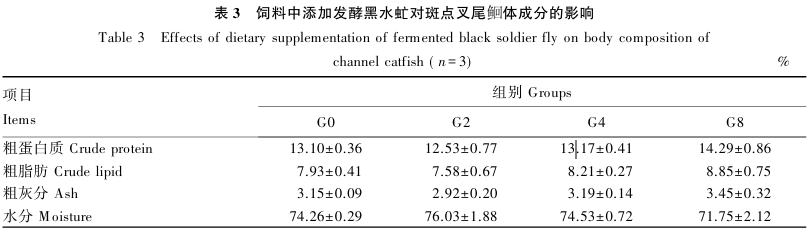 表 3 饲料中添加发酵黑水虻对斑点叉尾鮰体成分的影响
Table 3 Effects of dietary supplementation of fermented black soldier fly on body composition of
channel catfish ( n = 3) %
项目 组别 Groups
Items G0 G2 G4 G8
粗蛋白质 Crude protein 13.10±0.36 12.53±0.77 13.17±0.41 14.29±0.86
粗脂肪 Crude lipid 7.93±0.41 7.58±0.67 8.21±0.27 8.85±0.75
粗灰分 Ash 3.15±0.09 2.92±0.20 3.19±0.14 3.45±0.32
水分 Moisture 74.26±0.29 76.03±1.88 74.53±0.72 71.75±2.12